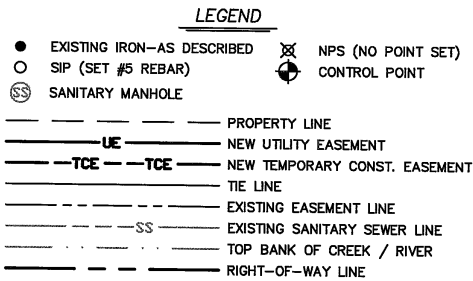 LEGEND
EXISTING IRON-AS DESCRIBED
NPS (NO POINT SET)
SIP (SET #5 REBAR)
CONTROL POINT
SS SANITARY MANHOLE
PROPERTY LINE
UE NEW UTILITY EASEMENT
TCE TCE NEW TEMPORARY CONST. EASEMENT
TIE LINE
EXISTING EASEMENT LINE
SS EXISTING SANITARY SEWER LINE
TOP BANK OF CREEK / RIVER
RIGHT-OF-WAY LINE